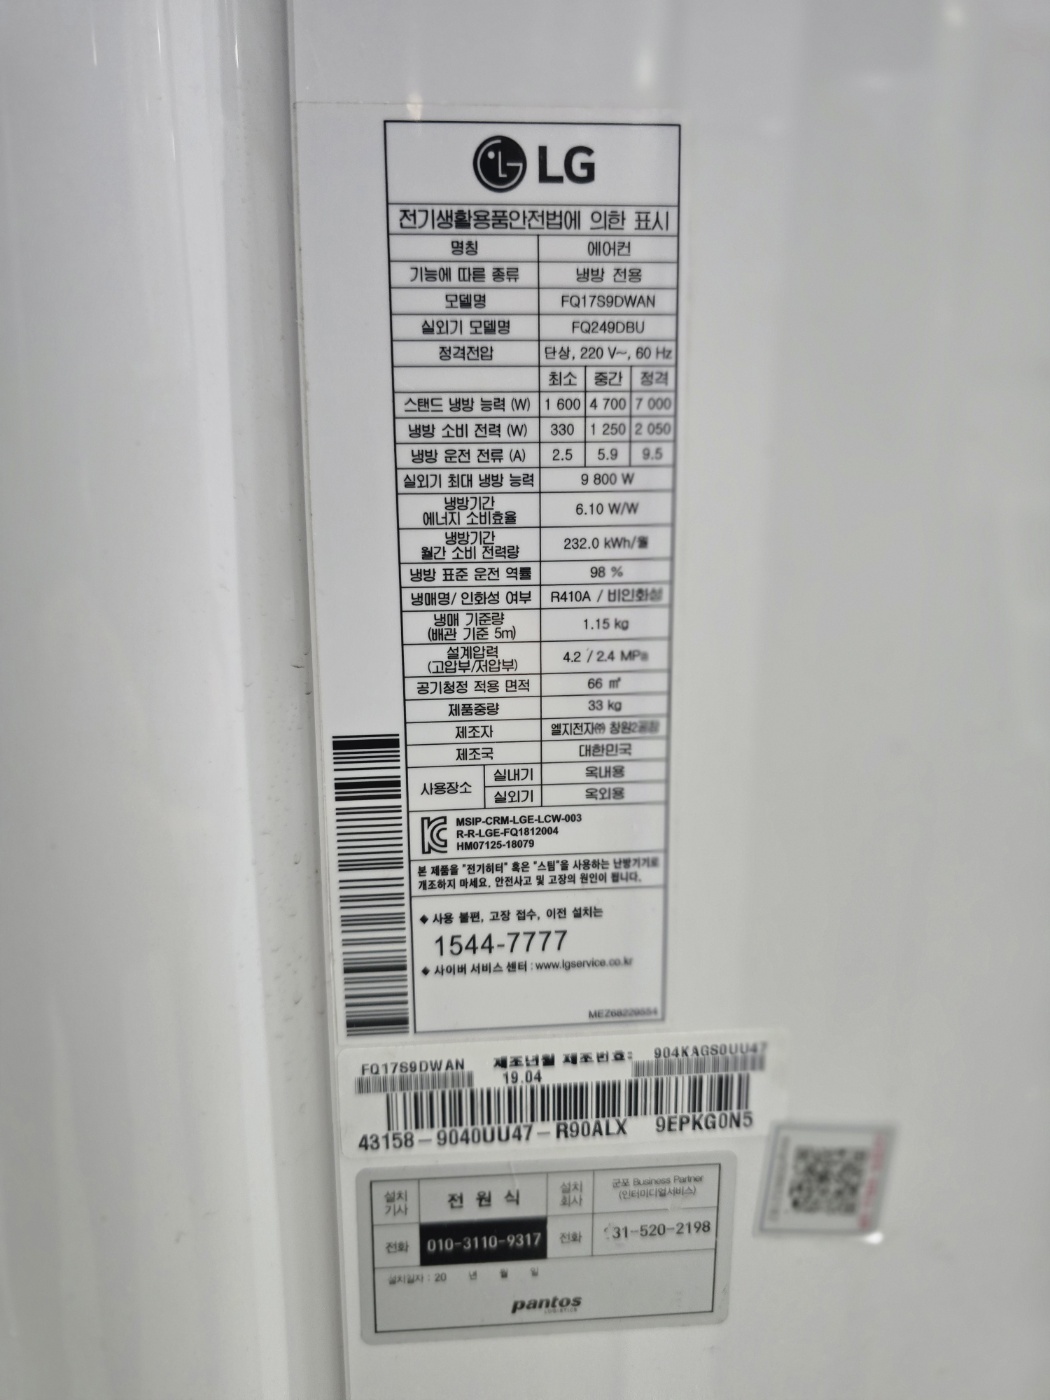 LG
전기생활용품안전법에 의한 표시
명칭 에어컨
기능에 따른 종류 냉방 전용
모델명 FQ17S9DWAN
실외기 모델명 FQ249DBU
정격전압 단상, 220 V~, 60 Hz
최소 중간 정격
스탠드 냉방 능력 (W) 1 600 4 700 7 000
냉방 소비 전력 (W) 330 1 250 2 050
냉방 운전 전류 (A) 2.5 5.9 9.5
실외기 최대 냉방 능력 9 800 W
냉방기간
에너지 소비효율 6.10 W/W
냉방기간
월간 소비 전력량 232.0 kWh/월
냉방 표준 운전 역률 98 %
냉매명/ 인화성 여부 R410A / 비인화성
냉매 기준량
(배관 기준 5m) 1.15 kg
설계압력
(고압부/저압부) 4.2 / 2.4 MPa
공기청정 적용 면적 66 ㎡
제품중량 33 kg
제조자 엘지전자㈜ 창원2공장
제조국 대한민국
사용장소 실내기 옥내용
실외기 옥외용
MSIP-CRM-LGE-LCW-003
R-R-LGE-FQ1812004
HM07125-18079
본 제품을 "전기히터" 혹은 "스팀"을 사용하는 난방기기로
개조하지 마세요. 안전사고 및 고장의 원인이 됩니다.
◆ 사용 불편, 고장 접수, 이전 설치는
1544-7777
◆ 사이버 서비스 센터 : www.lgservice.co.kr
FQ17S9DWAN 제조년월 제조번호: 904KAGS0UU47
19.04
43158-9040UU47-R90ALX 9EPKG0N5
설치기사 전원식 설치회사 군포 Business Partner
(인터미디얼서비스)
전화 010-3110-9317 전화 31-520-2198
설치일자 : 20 년 월 일
pantos